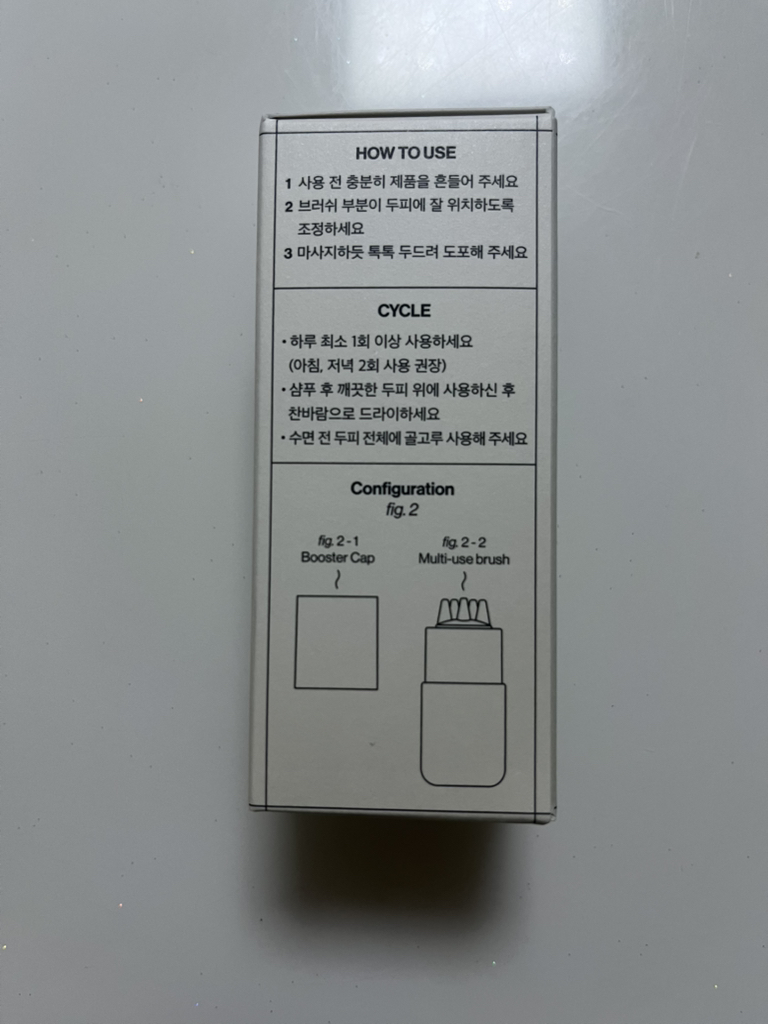 HOW TO USE
1 사용 전 충분히 제품을 흔들어 주세요
2 브러쉬 부분이 두피에 잘 위치하도록
조정하세요
3 마사지하듯 톡톡 두드려 도포해 주세요
CYCLE
• 하루 최소 1회 이상 사용하세요
(아침, 저녁 2회 사용 권장)
• 샴푸 후 깨끗한 두피 위에 사용하신 후
찬바람으로 드라이하세요
• 수면 전 두피 전체에 골고루 사용해 주세요
Configuration
fig. 2
fig. 2-1
Booster Cap
fig. 2-2
Multi-use brush